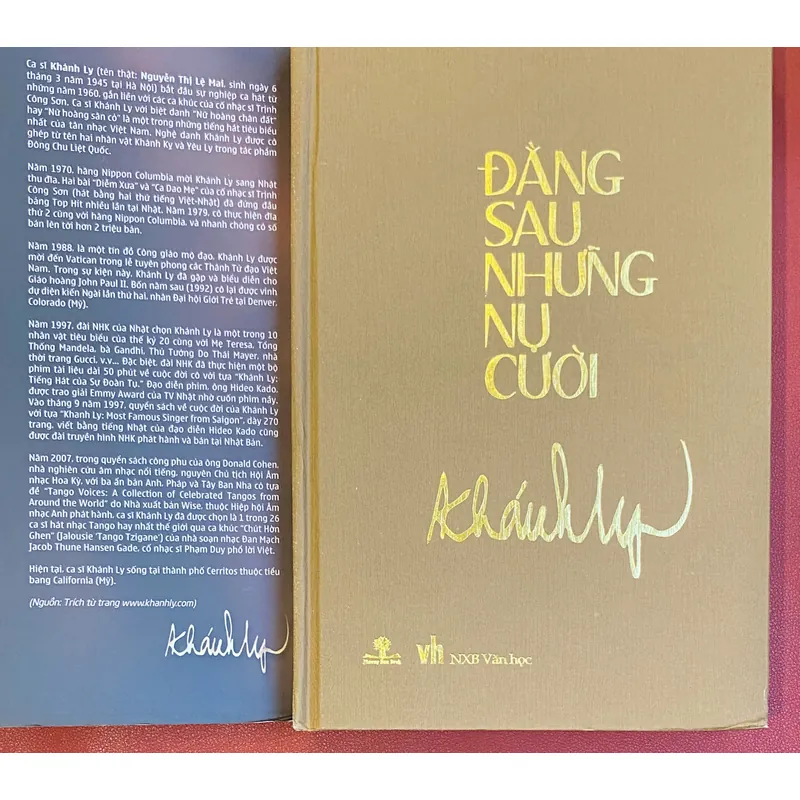 Ca sĩ Khánh Ly (tên thật: Nguyễn Thị Lệ Mai, sinh ngày 6
tháng 3 năm 1945 tại Hà Nội) bắt đầu sự nghiệp ca hát từ
những năm 1960, gắn liền với các ca khúc của cố nhạc sĩ Trịnh
Công Sơn. Ca sĩ Khánh Ly với biệt danh "Nữ hoàng chân đất"
hay "Nữ hoàng sân cỏ" là một trong những tiếng hát tiêu biểu
nhất của tân nhạc Việt Nam. Nghệ danh Khánh Ly được cô
ghép từ tên hai nhân vật Khánh Kỵ và Yêu Ly trong tác phẩm
Đông Chu Liệt Quốc.
Năm 1970, hãng Nippon Columbia mời Khánh Ly sang Nhật
thu đĩa. Hai bài "Diễm Xưa" và "Ca Dao Mẹ" của cố nhạc sĩ Trịnh
Công Sơn (hát bằng hai thứ tiếng Việt-Nhật) đã đứng đầu
bảng Top Hit nhiều lần tại Nhật. Năm 1979, cô thực hiện đĩa
thứ 2 cũng với hãng Nippon Columbia, và nhanh chóng có số
bán lên tới hơn 2 triệu bản.
Năm 1988, là một tín đồ Công giáo mộ đạo, Khánh Ly được
mời đến Vatican trong lễ tuyên phong các Thánh Tử đạo Việt
Nam. Trong sự kiện này, Khánh Ly đã gặp và biểu diễn cho
Giáo hoàng John Paul II. Bốn năm sau (1992) cô lại được vinh
dự diện kiến Ngài lần thứ hai, nhân Đại hội Giới Trẻ tại Denver,
Colorado (Mỹ).
Năm 1997, đài NHK của Nhật chọn Khánh Ly là một trong 10
nhân vật tiêu biểu của thế kỷ 20 cùng với Mẹ Teresa, Tổng
Thống Mandela, bà Gandhi, Thủ Tướng Do Thái Mayer, nhà
thời trang Gucci, v.v... Đặc biệt, đài NHK đã thực hiện một bộ
phim tài liệu dài 50 phút về cuộc đời cô với tựa "Khánh Ly:
Tiếng Hát của Sự Đoàn Tụ." Đạo diễn phim, ông Hideo Kado,
được trao giải Emmy Award của TV Nhật nhờ cuốn phim nầy.
Vào tháng 9 năm 1997, quyển sách về cuộc đời của Khánh Ly
với tựa "Khanh Ly: Most Famous Singer from Saigon", dày 270
trang, viết bằng tiếng Nhật của đạo diễn Hideo Kado cũng
được đài truyền hình NHK phát hành và bán tại Nhật Bản.
Năm 2007, trong quyển sách công phu của ông Donald Cohen,
nhà nghiên cứu âm nhạc nổi tiếng, nguyên Chủ tịch Hội Âm
nhạc Hoa Kỳ, với ba ấn bản Anh, Pháp và Tây Ban Nha có tựa
đề "Tango Voices: A Collection of Celebrated Tangos from
Around the World" do Nhà xuất bản Wise, thuộc Hiệp hội Âm
nhạc Anh phát hành, ca sĩ Khánh Ly đã được chọn là 1 trong 26
ca sĩ hát nhạc Tango hay nhất thế giới qua ca khúc "Chút Hờn
Ghen" (Jalousie 'Tango Tzigane') của nhà soạn nhạc Đan Mạch
Jacob Thune Hansen Gade, cố nhạc sĩ Phạm Duy phổ lời Việt.
Hiện tại, ca sĩ Khánh Ly sống tại thành phố Cerritos thuộc tiểu
bang California (Mỹ).
(Nguồn: Trích từ trang www.khanhly.com)
Khánh Ly
ĐẰNG
SAU
NHỮNG
NỤ
CƯỜI
Khánh Ly
Phuong Nam Book
vh NXB Văn học